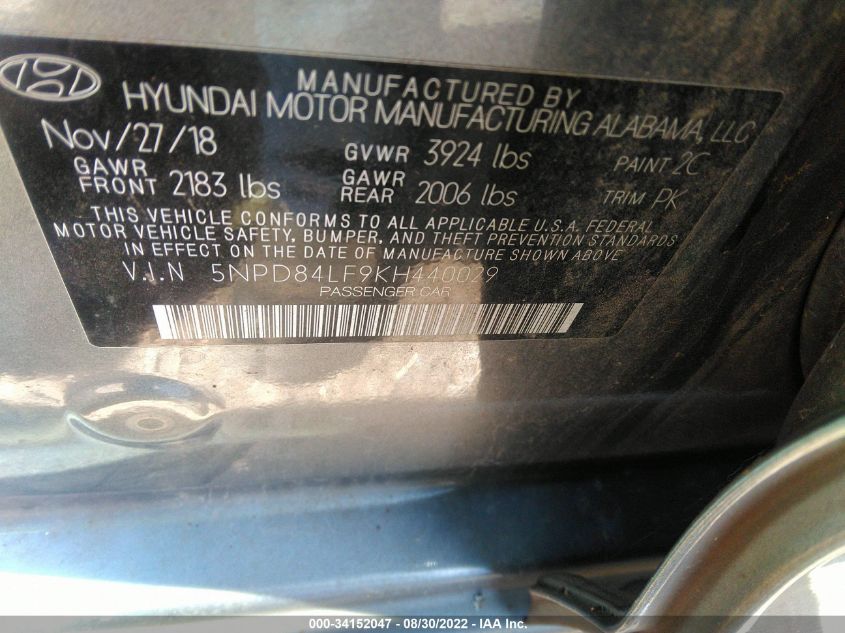 MANUFACTURED BY
HYUNDAI MOTOR MANUFACTURING ALABAMA, LLC
Nov/27/18 GVWR 3924 lbs PAINT 2C
GAWR FRONT 2183 lbs GAWR REAR 2006 lbs TRIM PK
THIS VEHICLE CONFORMS TO ALL APPLICABLE U.S.A. FEDERAL
MOTOR VEHICLE SAFETY, BUMPER, AND THEFT PREVENTION STANDARDS
IN EFFECT ON THE DATE OF MANUFACTURE SHOWN ABOVE
V.I.N 5NPD84LF9KH440029
PASSENGER CAR
000-34152047 - 08/30/2022 - IAA Inc.